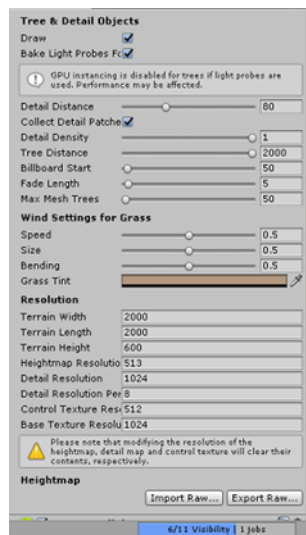 Tree & Detail Objects
Draw
Bake Light Probes Fo
GPU instancing is disabled for trees if light probes are
used. Performance may be affected.
Detail Distance 80
Collect Detail Patche
Detail Density 1
Tree Distance 2000
Billboard Start 50
Fade Length 5
Max Mesh Trees 50
Wind Settings for Grass
Speed 0.5
Size 0.5
Bending 0.5
Grass Tint
Resolution
Terrain Width 2000
Terrain Length 2000
Terrain Height 600
Heightmap Resolutio 513
Detail Resolution 1024
Detail Resolution Per 8
Control Texture Res 512
Base Texture Resolu 1024
Please note that modifying the resolution of the
heightmap, detail map and control texture will clear their
contents, respectively.
Heightmap
Import Raw... Export Raw...
6/11 Visibility | 1 jobs